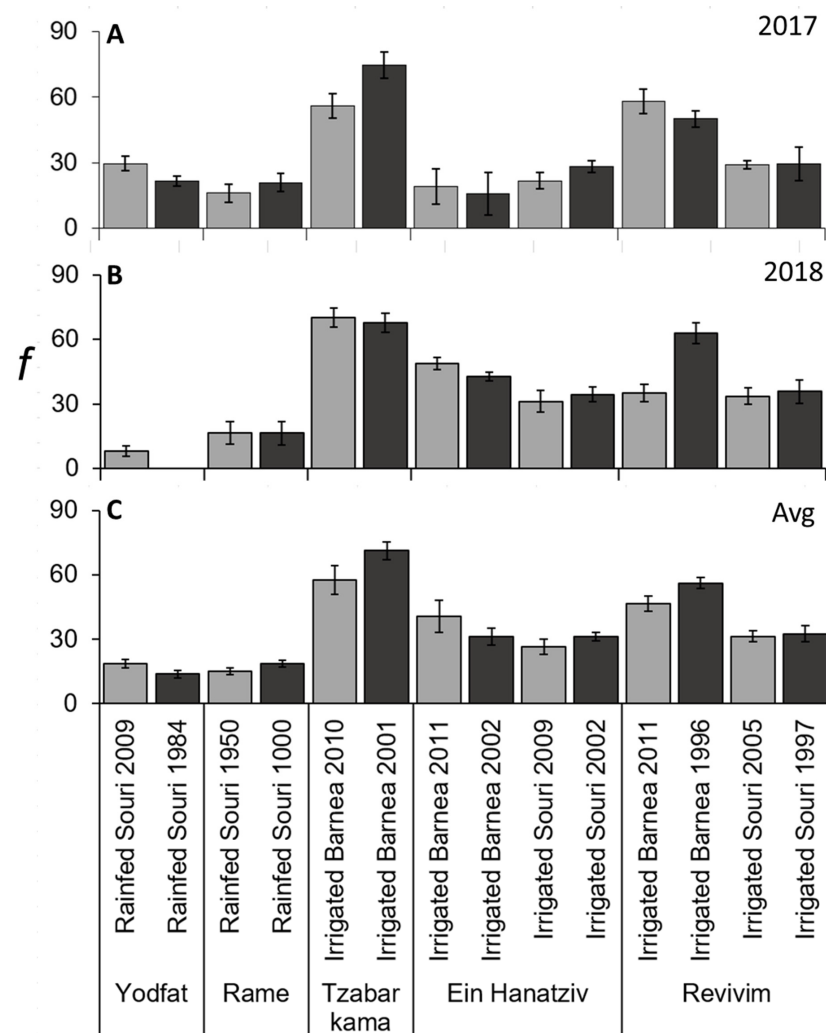 A
2017
90
60
30
0
B
2018
90
60
30
0
f
C
Avg
90
60
30
0
Rainfed Souri 2009
Rainfed Souri 1984
Rainfed Souri 1950
Rainfed Souri 1000
Irrigated Barnea 2010
Irrigated Barnea 2001
Irrigated Barnea 2011
Irrigated Barnea 2002
Irrigated Souri 2009
Irrigated Souri 2002
Irrigated Barnea 2011
Irrigated Barnea 1996
Irrigated Souri 2005
Irrigated Souri 1997
Yodfat
Rame
Tzabar
kama
Ein Hanatziv
Revivim